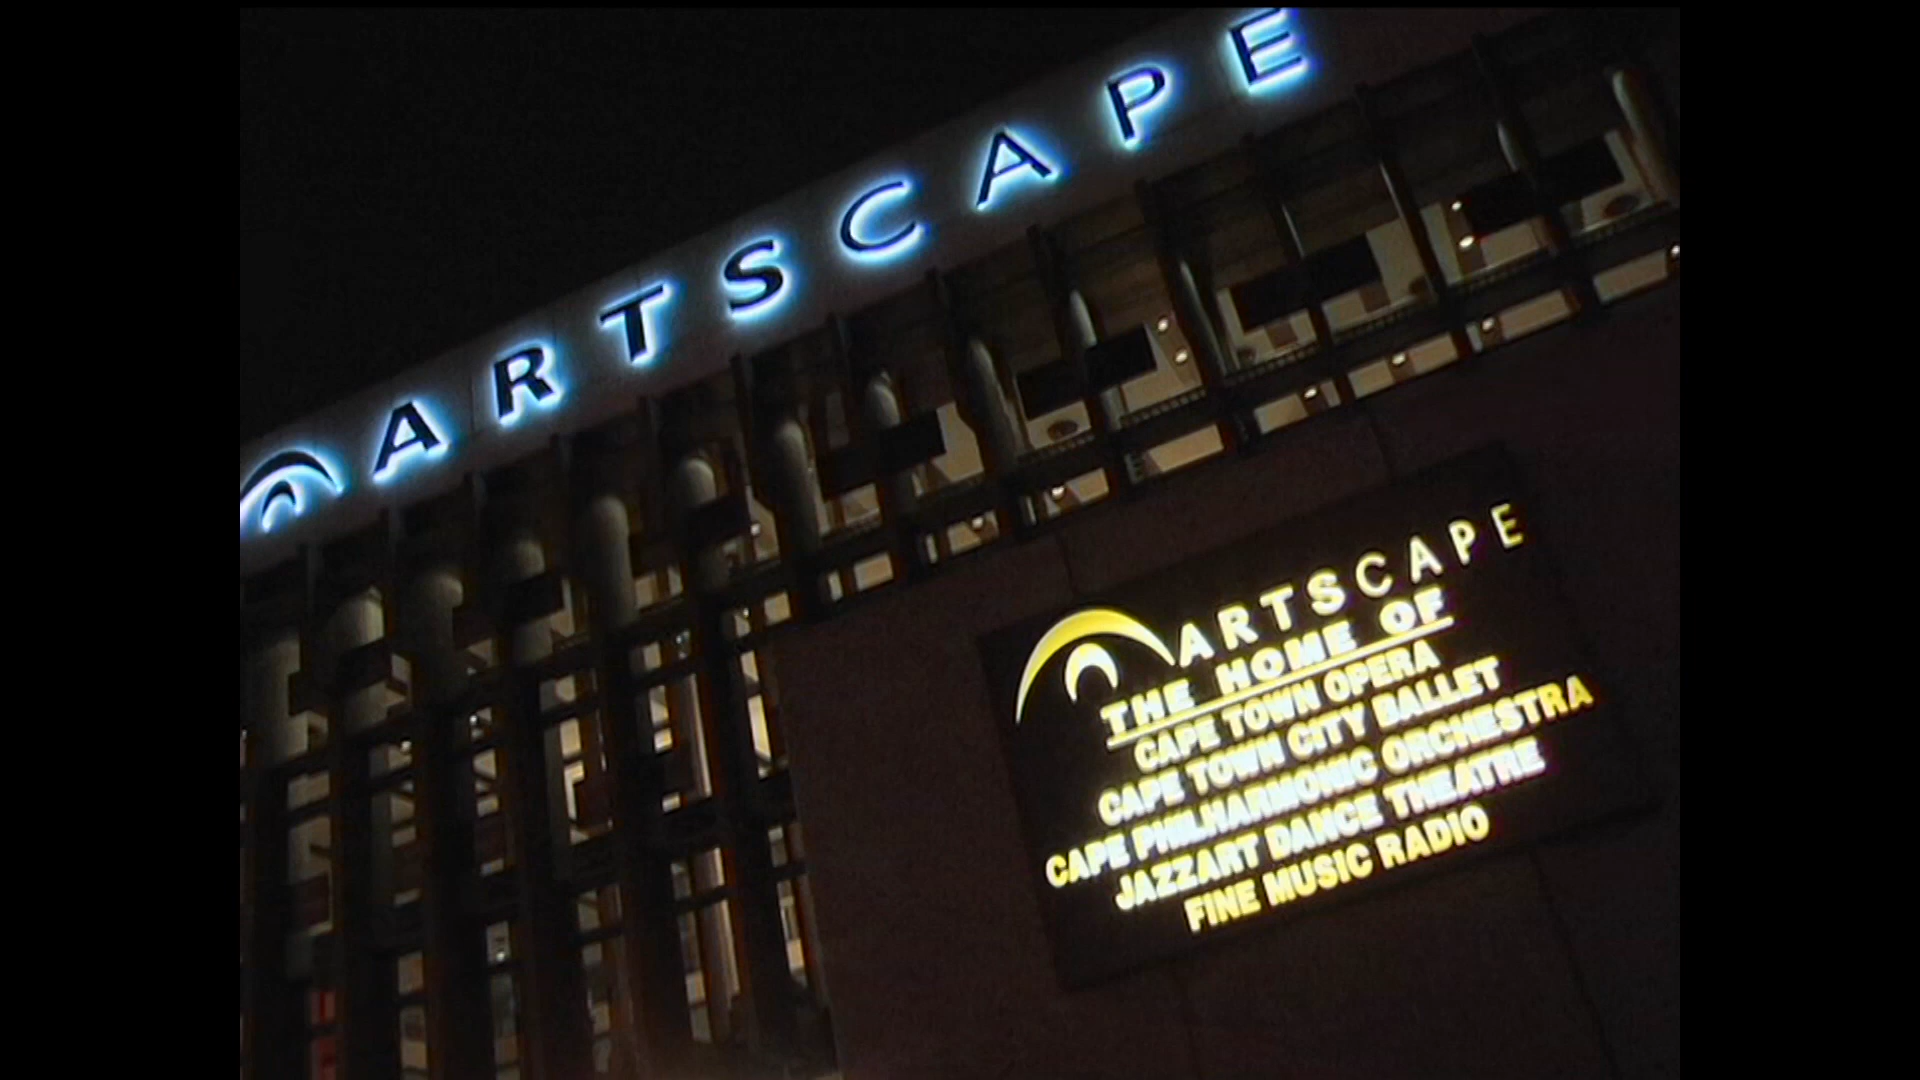 ARTSCAPE
ARTSCAPE
THE HOME OF
CAPE TOWN OPERA
CAPE TOWN CITY BALLET
CAPE PHILHARMONIC ORCHESTRA
JAZZART DANCE THEATRE
FINE MUSIC RADIO